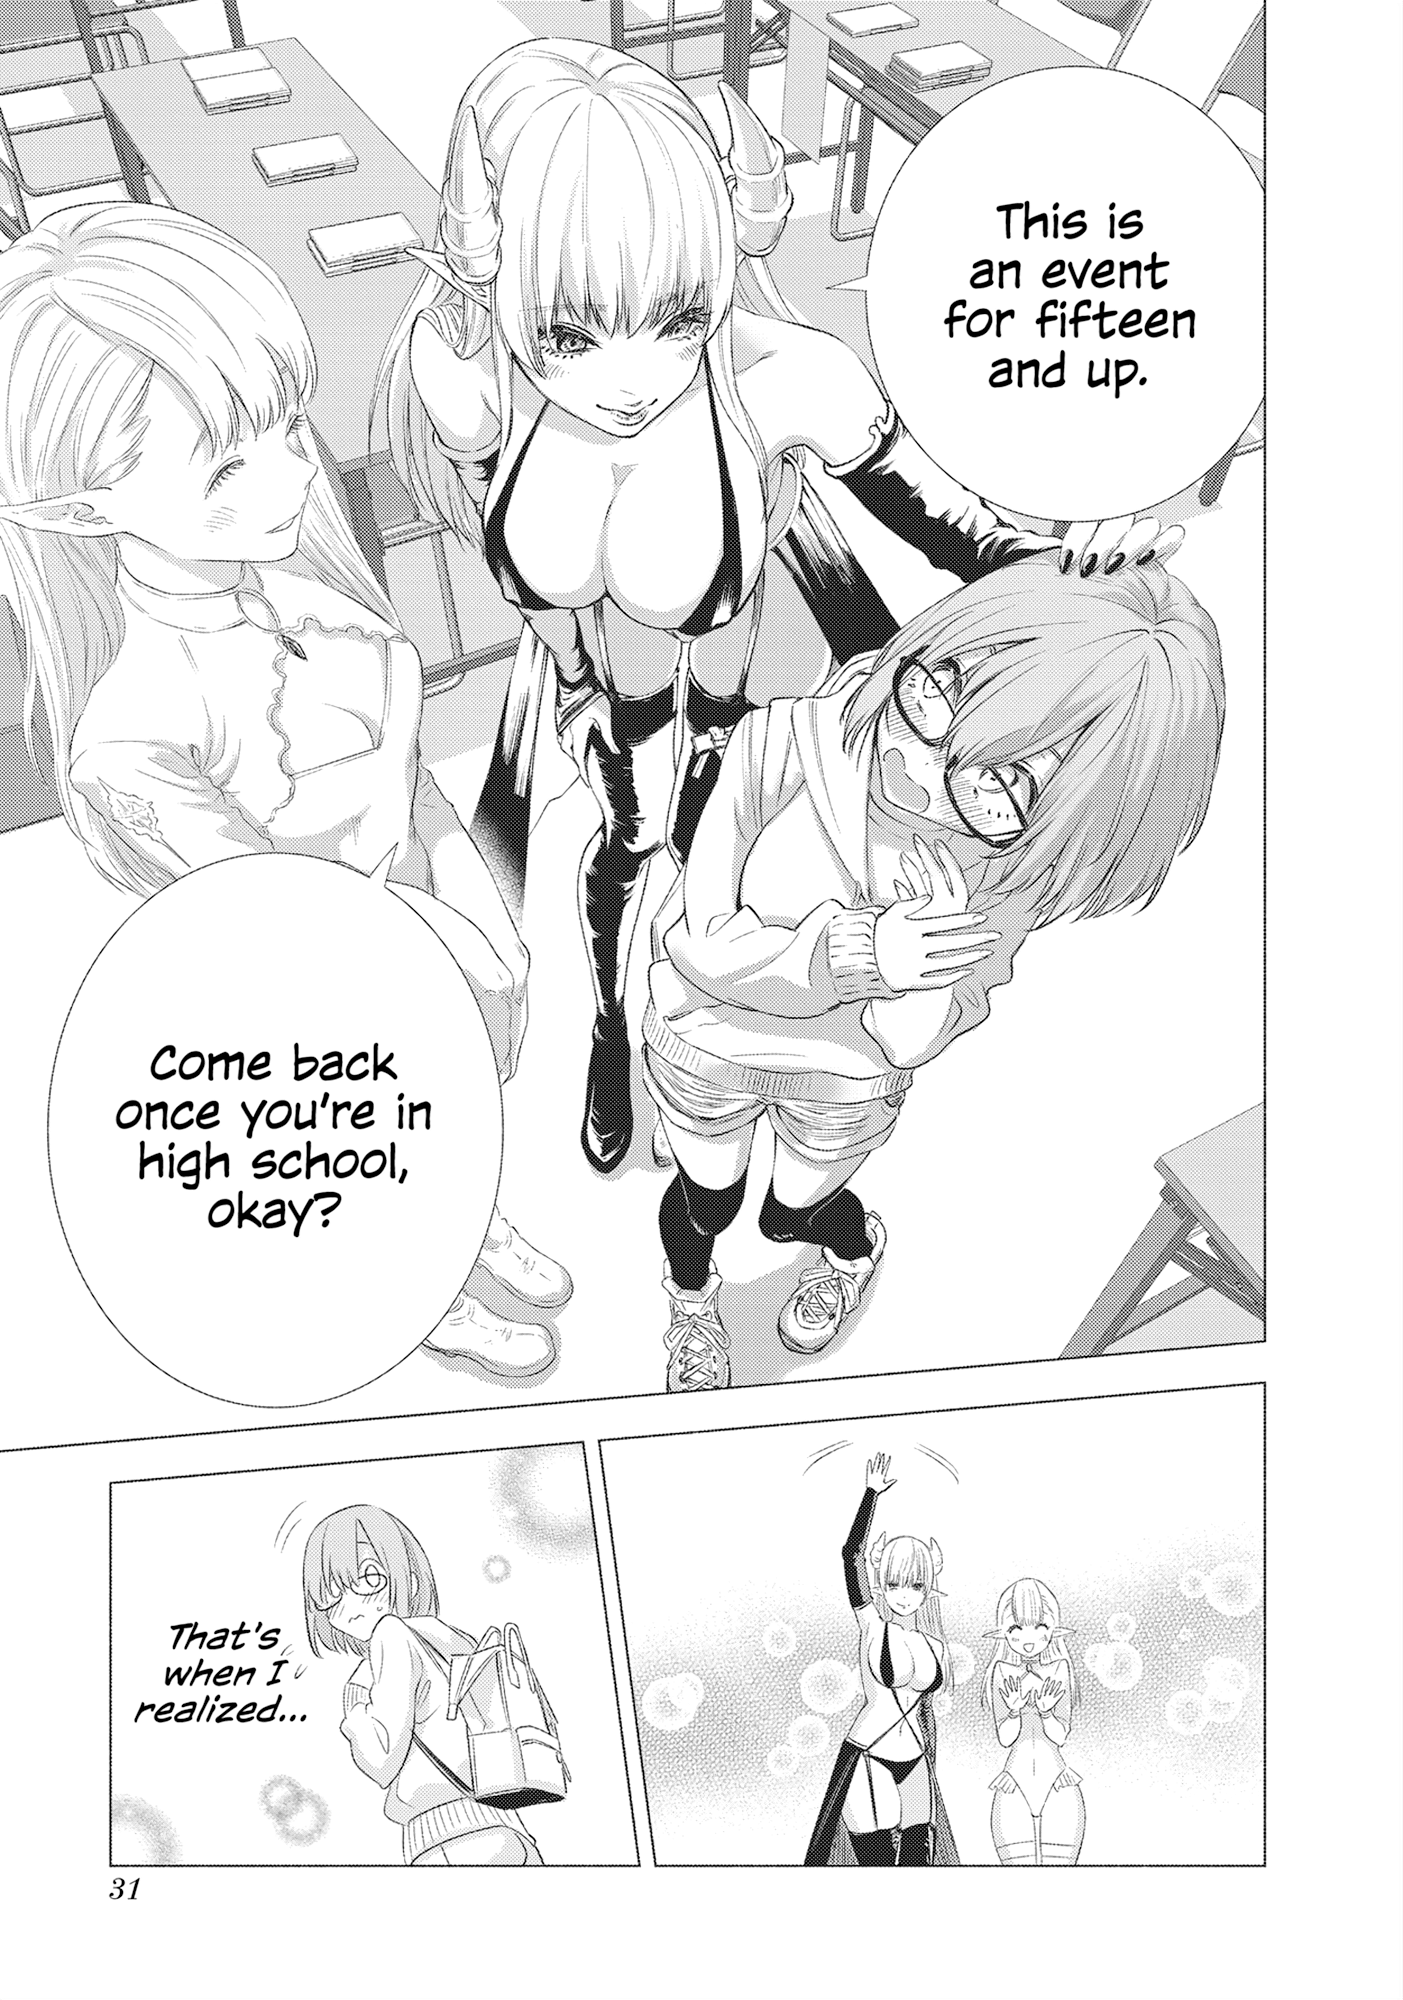 This is
an event
for fifteen
and up.
Come back
once you're in
high school,
okay?
That's
when I
realized...
31